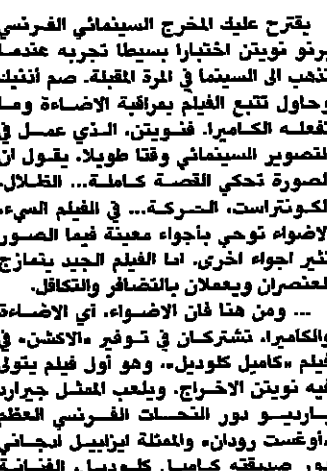 يقترح عليك المخرج السينمائي الفرنسي
برنو نويتن اختبارا بسيطا تجربه عندما
تذهب الى السينما في المرة المقبلة. صم أذنيك
وحاول تتبع الفيلم بمراقبة الاضاءة وما
تفعله الكاميرا. فنويتن، الذي عمل في
التصوير السينمائي وقتا طويلا. يقول ان
الصورة تحكي القصة كاملة... الظلال.
الكونتراست، الحركة... في الفيلم السيء،
الاضواء توحي بأجواء معينة فيما الصور
تثير اجواء اخرى. اما الفيلم الجيد يتمازج
العنصران ويعملان بالتضافر والتكافل.
... ومن هنا فان الاضواء، أي الاضاءة
والكاميرا، تشتركان في توفير «الاكشن» في
فيلم «كاميل كلوديل»، وهو أول فيلم يتولى
فيه نويتن الاخراج. ويلعب الممثل جيرارد
دور النحات الفرنسي العظيم
«أوغست رودان» والممثلة ايزابيل ادجاني
دور صديقته كاميل كلوديل، الفنانة